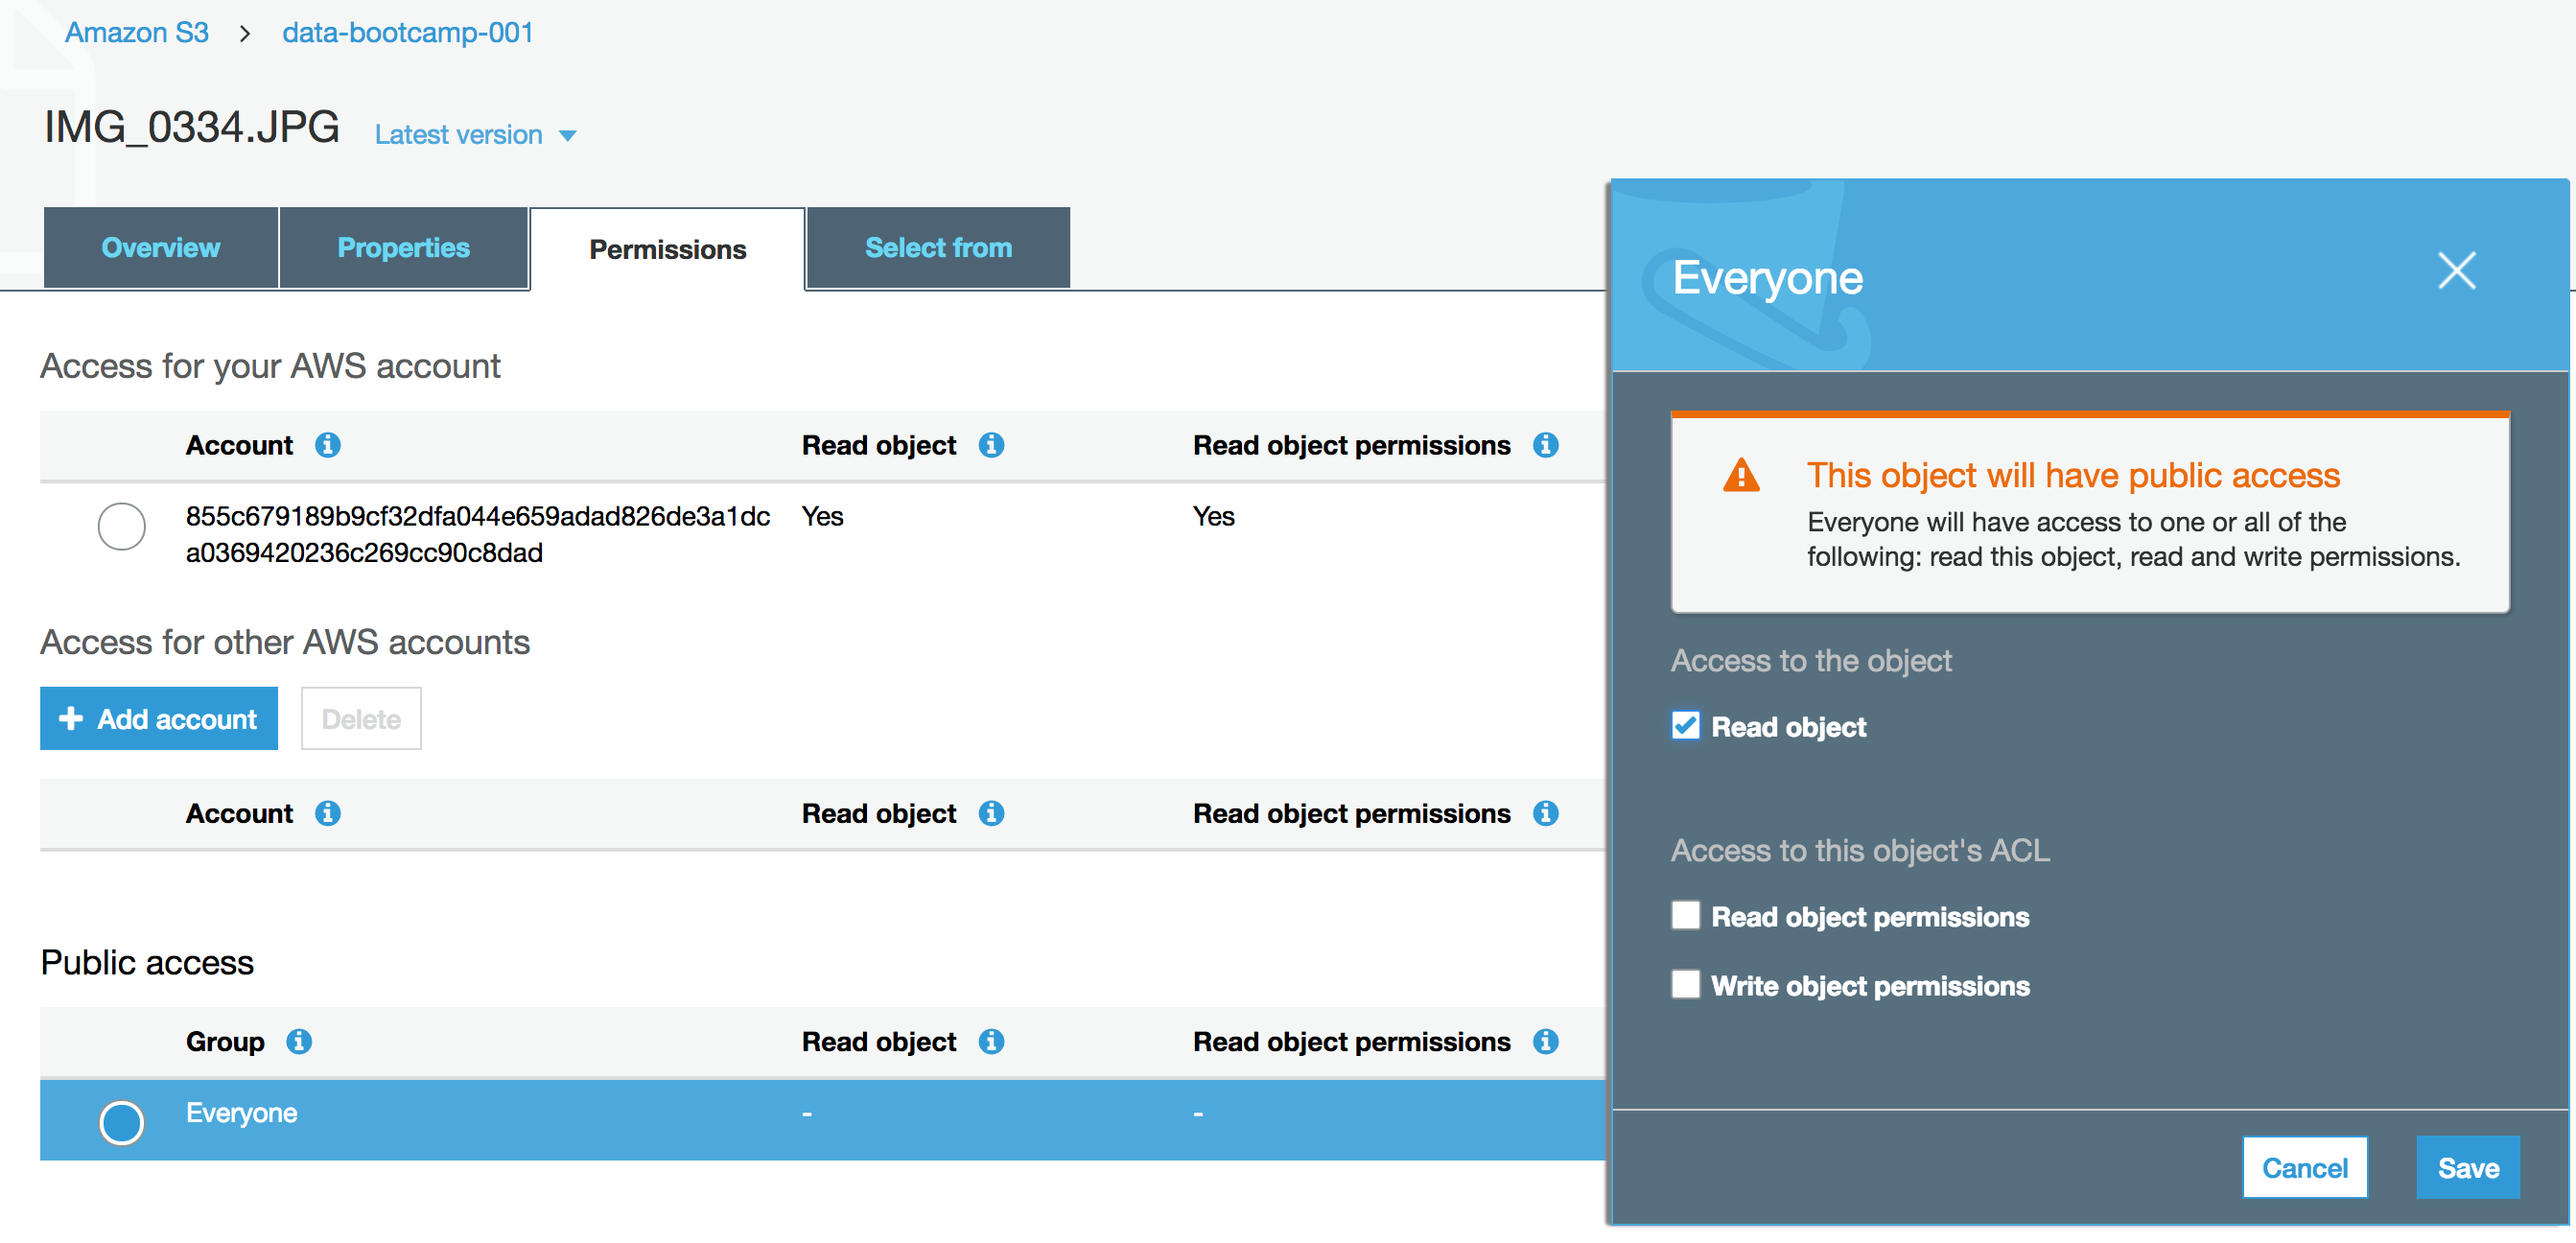 Amazon S3 > data-bootcamp-001
IMG_0334.JPG Latest version
Overview Properties Permissions Select from
Access for your AWS account
Account Read object Read object permissions
855c679189b9cf32dfa044e659adad826de3a1dc Yes Yes
a0369420236c269cc90c8dad
Access for other AWS accounts
+ Add account Delete
Account Read object Read object permissions
Public access
Group Read object Read object permissions
Everyone - -
Everyone
This object will have public access
Everyone will have access to one or all of the
following: read this object, read and write permissions.
Access to the object
Read object
Access to this object's ACL
Read object permissions
Write object permissions
Cancel Save